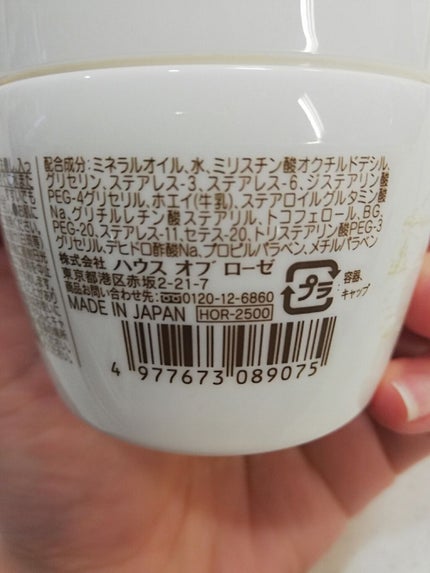 配合成分:ミネラルオイル、水、ミリスチン酸オクチルドデシル、
グリセリン、ステアレス-3、ステアレス-6、ジステアリン酸
PEG-4グリセリル、ホエイ(牛乳)、ステアロイルグルタミン酸
Na、グリチルレチン酸ステアリル、トコフェロール、BG、
PEG-20、ステアレス-11、セテス-20、トリステアリン酸PEG-3
グリセリル、デヒドロ酢酸Na、プロピルパラベン、メチルパラベン
株式会社 ハウス オブ ローゼ
東京都港区赤坂2-21-7
商品お問い合わせ先:0120-12-6860
MADE IN JAPAN HOR-2500
プラ
:容器、
キャップ
4 977673 089075